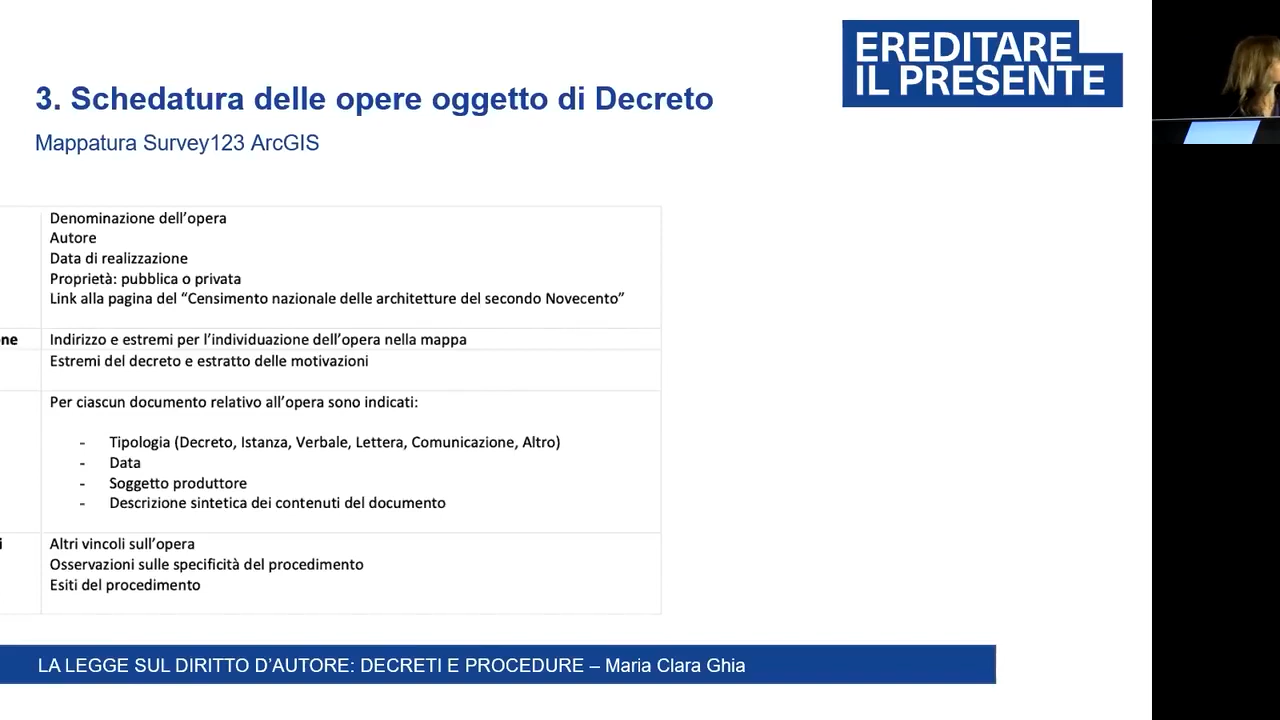 EREDITARE
IL PRESENTE
3. Schedatura delle opere oggetto di Decreto
Mappatura Survey123 ArcGIS
Denominazione dell'opera
Autore
Data di realizzazione
Proprietà: pubblica o privata
Link alla pagina del “Censimento nazionale delle architetture del secondo Novecento”
ne Indirizzo e estremi per l'individuazione dell'opera nella mappa
Estremi del decreto e estratto delle motivazioni
Per ciascun documento relativo all'opera sono indicati:
- Tipologia (Decreto, Istanza, Verbale, Lettera, Comunicazione, Altro)
- Data
- Soggetto produttore
- Descrizione sintetica dei contenuti del documento
i Altri vincoli sull'opera
Osservazioni sulle specificità del procedimento
Esiti del procedimento
LA LEGGE SUL DIRITTO D'AUTORE: DECRETI E PROCEDURE – Maria Clara Ghia